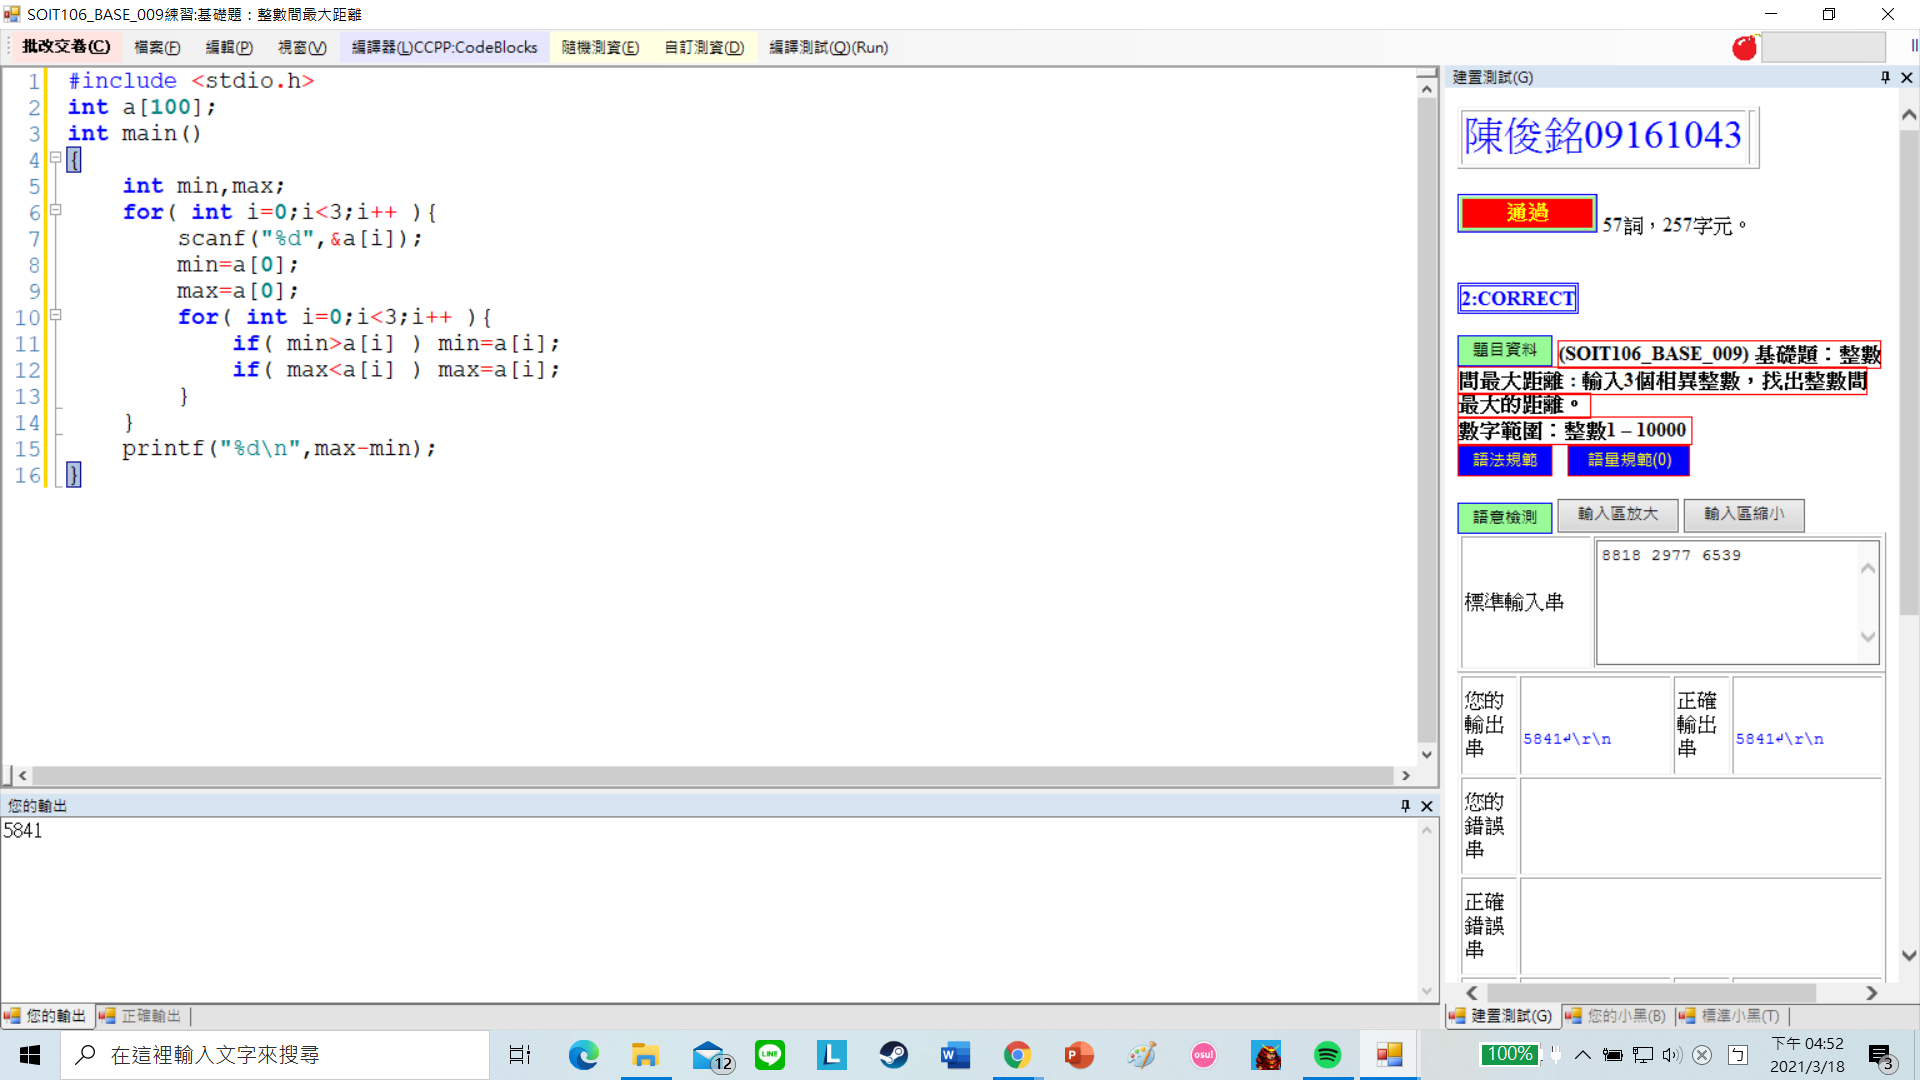 SOIT106_BASE_009練習:基礎題：整數間最大距離
批改交卷(C) 檔案(F) 編輯(P) 視窗(V) 編譯器(L)CCPP:CodeBlocks 隨機測資(E) 自訂測資(D) 編譯測試(Q)(Run)
1 #include <stdio.h>
2 int a[100];
3 int main()
4 {
5 int min,max;
6 for( int i=0;i<3;i++ ){
7 scanf("%d",&a[i]);
8 min=a[0];
9 max=a[0];
10 for( int i=0;i<3;i++ ){
11 if( min>a[i] ) min=a[i];
12 if( max<a[i] ) max=a[i];
13 }
14 }
15 printf("%d\n",max-min);
16 }
您的輸出
5841
您的輸出 正確輸出
建置測試(G)
陳俊銘09161043
通過 57詞，257字元。
2:CORRECT
題目資料 (SOIT106_BASE_009) 基礎題：整數
間最大距離：輸入3個相異整數，找出整數間
最大的距離。
數字範圍：整數1 – 10000
語法規範 語量規範(0)
語意檢測 輸入區放大 輸入區縮小
標準輸入串 8818 2977 6539
您的輸出串 5841↲\r\n 正確輸出串 5841↲\r\n
您的錯誤串
正確錯誤串
建置測試(G) 您的小黑(B) 標準小黑(T)
在這裡輸入文字來搜尋
12
LINE
L
W
P
osu!
100%
下午 04:52
2021/3/18
3